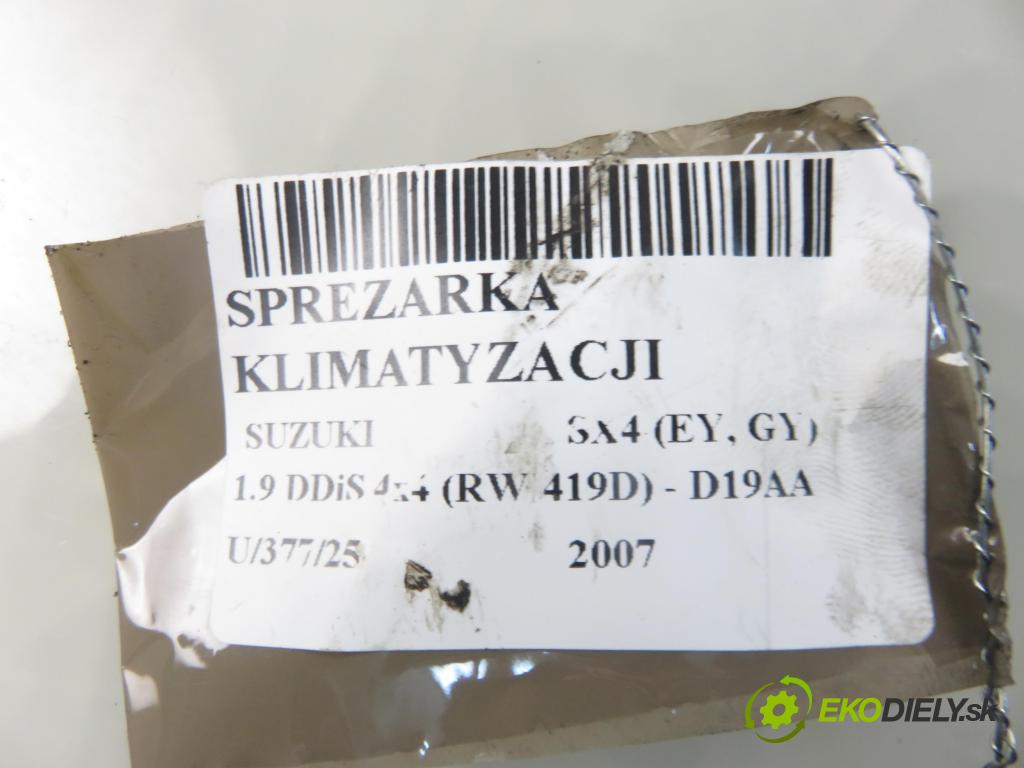 SPREZARKA
KLIMATYZACJI
SUZUKI SX4 (EY, GY)
1.9 DDiS 4x4 (RW 419D) - D19AA
U/377/25 2007
EKODIELY.sk